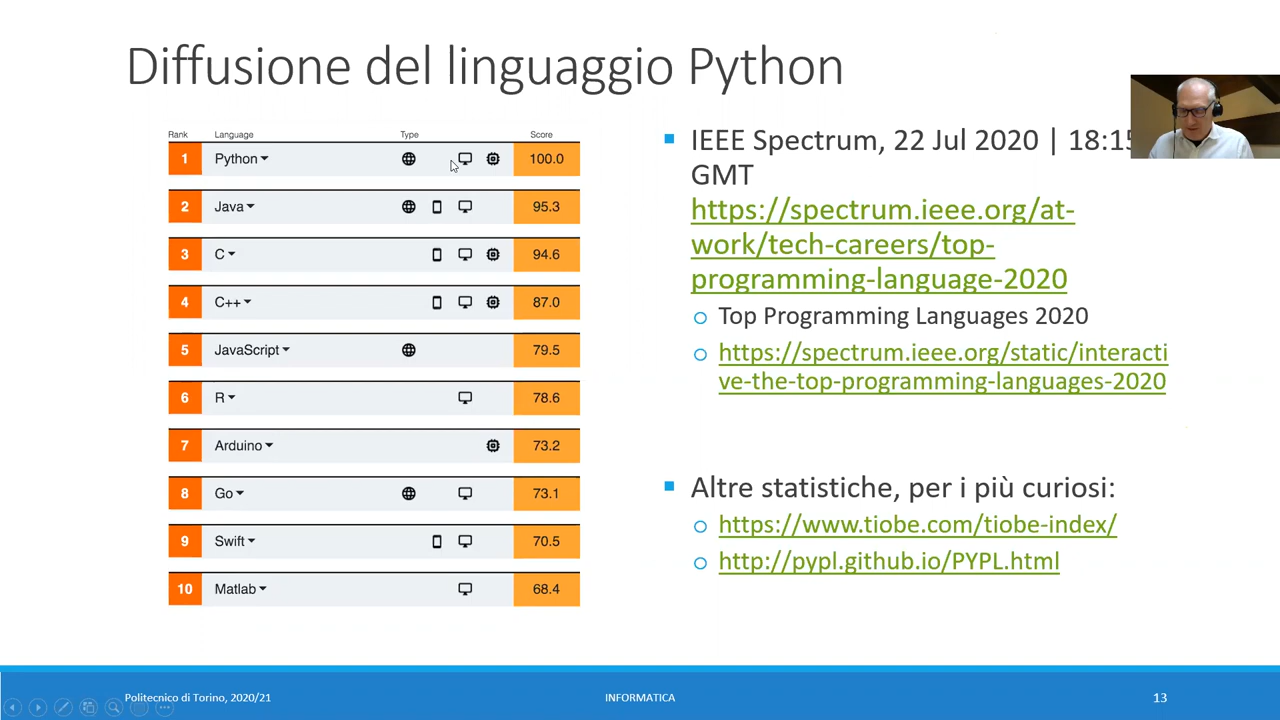 Diffusione del linguaggio Python
Rank Language Type Score
1 Python 100.0
2 Java 95.3
3 C 94.6
4 C++ 87.0
5 JavaScript 79.5
6 R 78.6
7 Arduino 73.2
8 Go 73.1
9 Swift 70.5
10 Matlab 68.4
IEEE Spectrum, 22 Jul 2020 | 18:15
GMT
https://spectrum.ieee.org/at-
work/tech-careers/top-
programming-language-2020
Top Programming Languages 2020
https://spectrum.ieee.org/static/interacti
ve-the-top-programming-languages-2020
Altre statistiche, per i più curiosi:
https://www.tiobe.com/tiobe-index/
http://pypl.github.io/PYPL.html
Politecnico di Torino, 2020/21
INFORMATICA
13